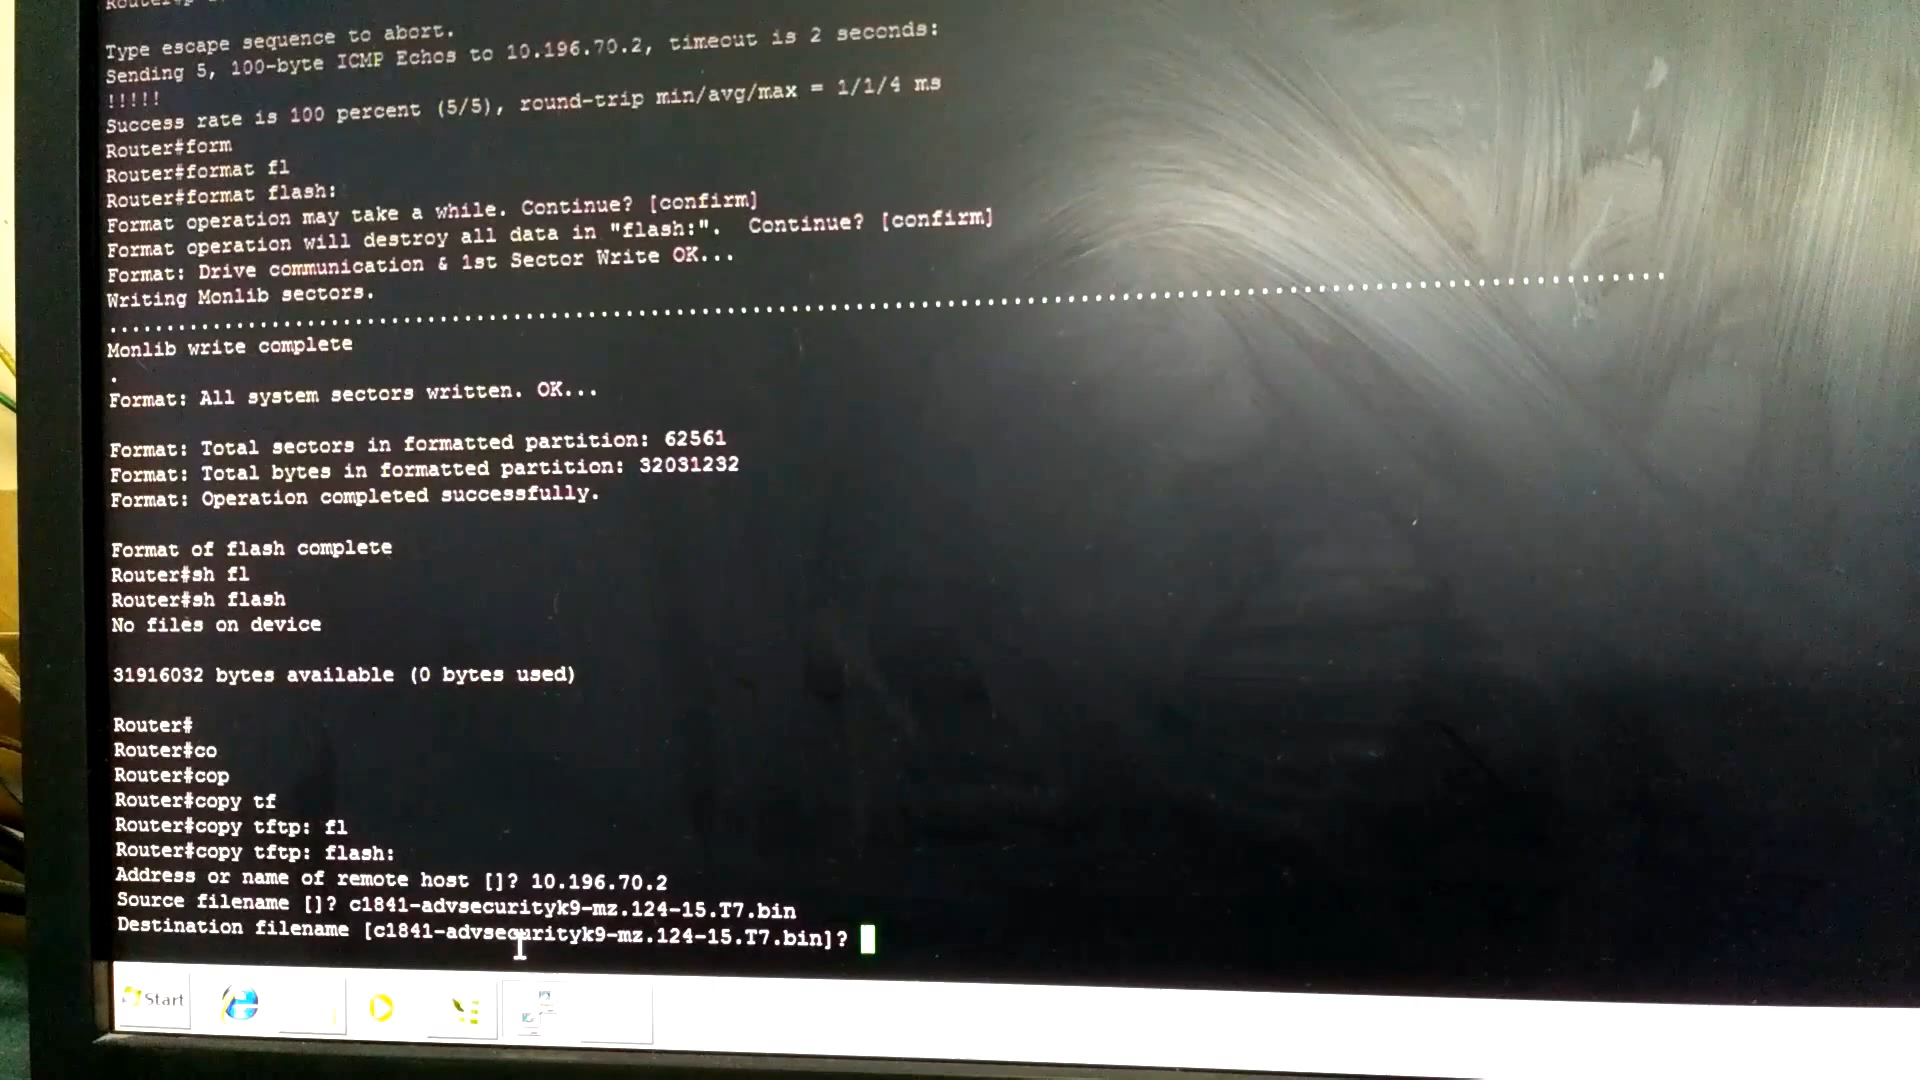 Type escape sequence to abort.
Sending 5, 100-byte ICMP Echos to 10.196.70.2, timeout is 2 seconds:
!!!!!
Success rate is 100 percent (5/5), round-trip min/avg/max = 1/1/4 ms
Router#form
Router#format fl
Router#format flash:
Format operation may take a while. Continue? [confirm]
Format operation will destroy all data in "flash:".  Continue? [confirm]
Format: Drive communication & 1st Sector Write OK...
Writing Monlib sectors.
........................................................................................................................
Monlib write complete
.
Format: All system sectors written. OK...
Format: Total sectors in formatted partition: 62561
Format: Total bytes in formatted partition: 32031232
Format: Operation completed successfully.
Format of flash complete
Router#sh fl
Router#sh flash
No files on device
31916032 bytes available (0 bytes used)
Router#
Router#co
Router#cop
Router#copy tf
Router#copy tftp: fl
Router#copy tftp: flash:
Address or name of remote host []? 10.196.70.2
Source filename []? c1841-advsecurityk9-mz.124-15.T7.bin
Destination filename [c1841-advsecurityk9-mz.124-15.T7.bin]?
Start